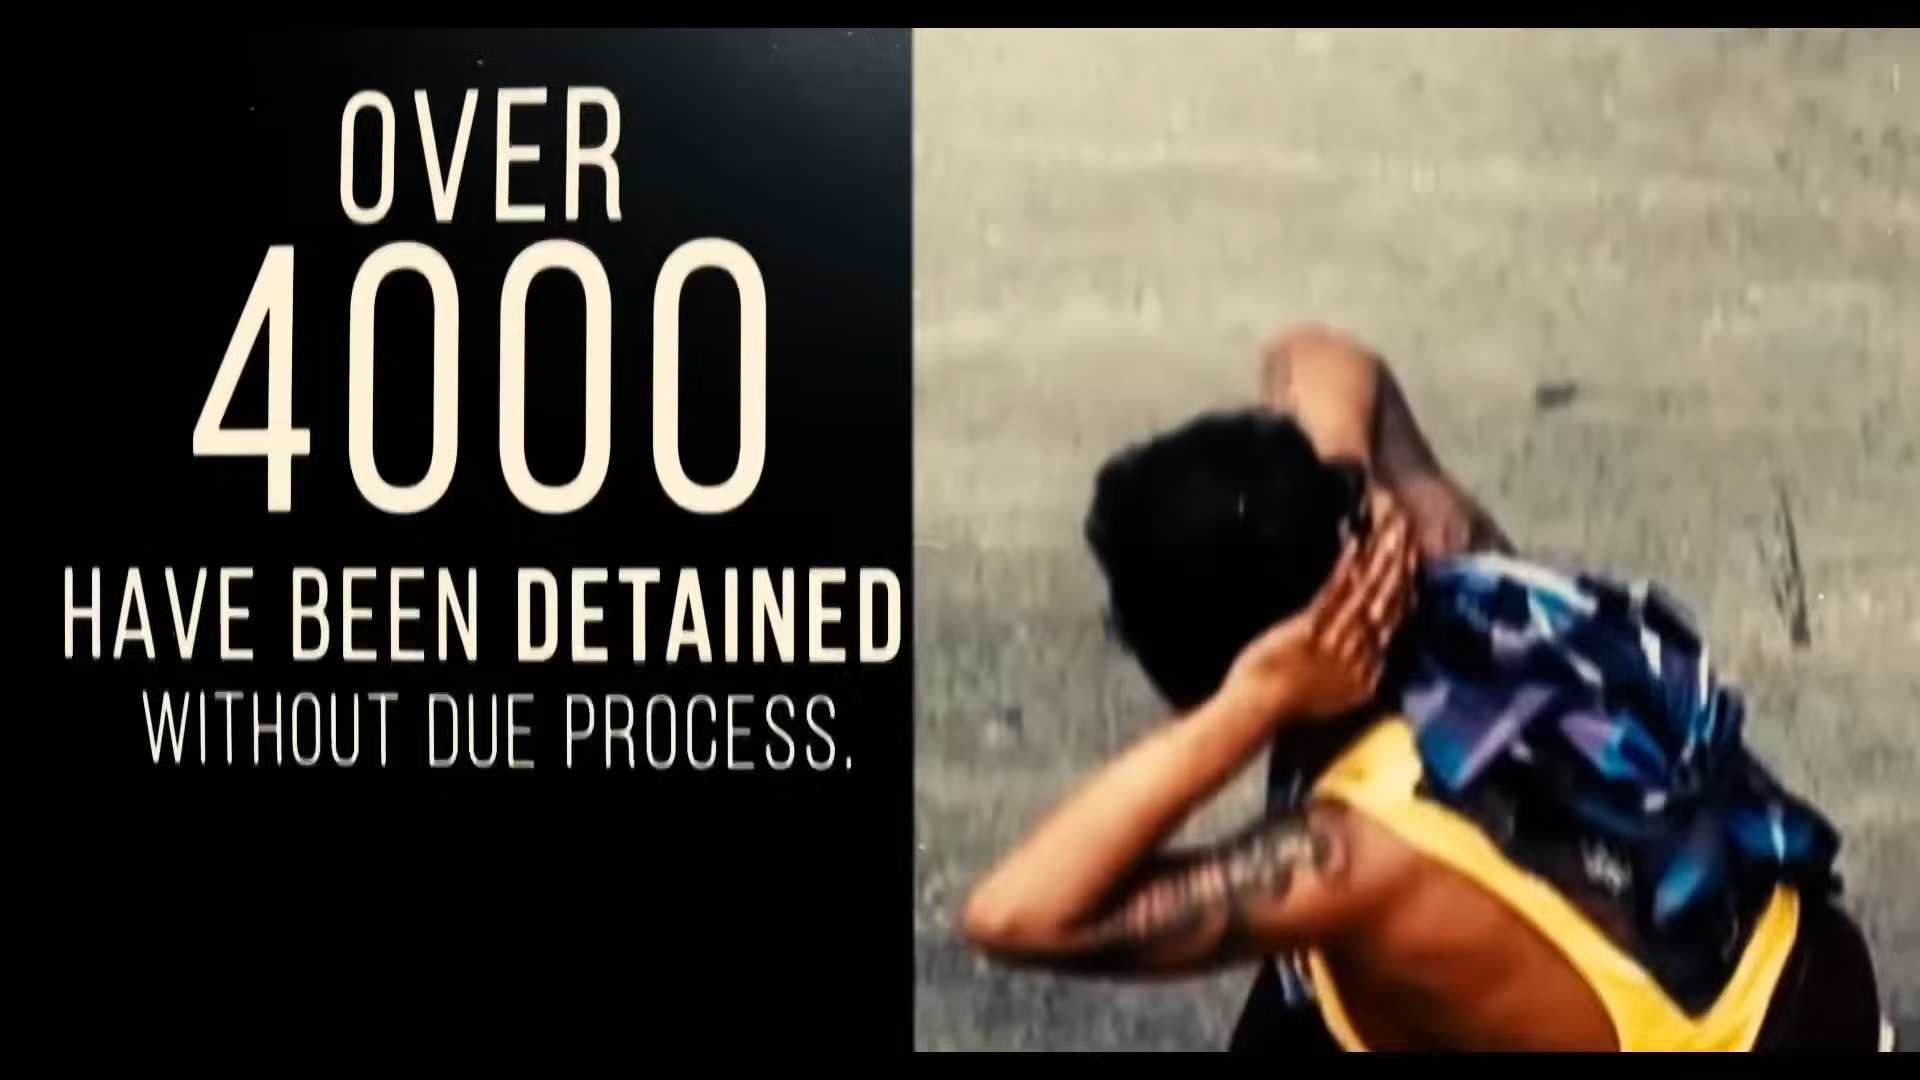 OVER
4000
HAVE BEEN DETAINED
WITHOUT DUE PROCESS.